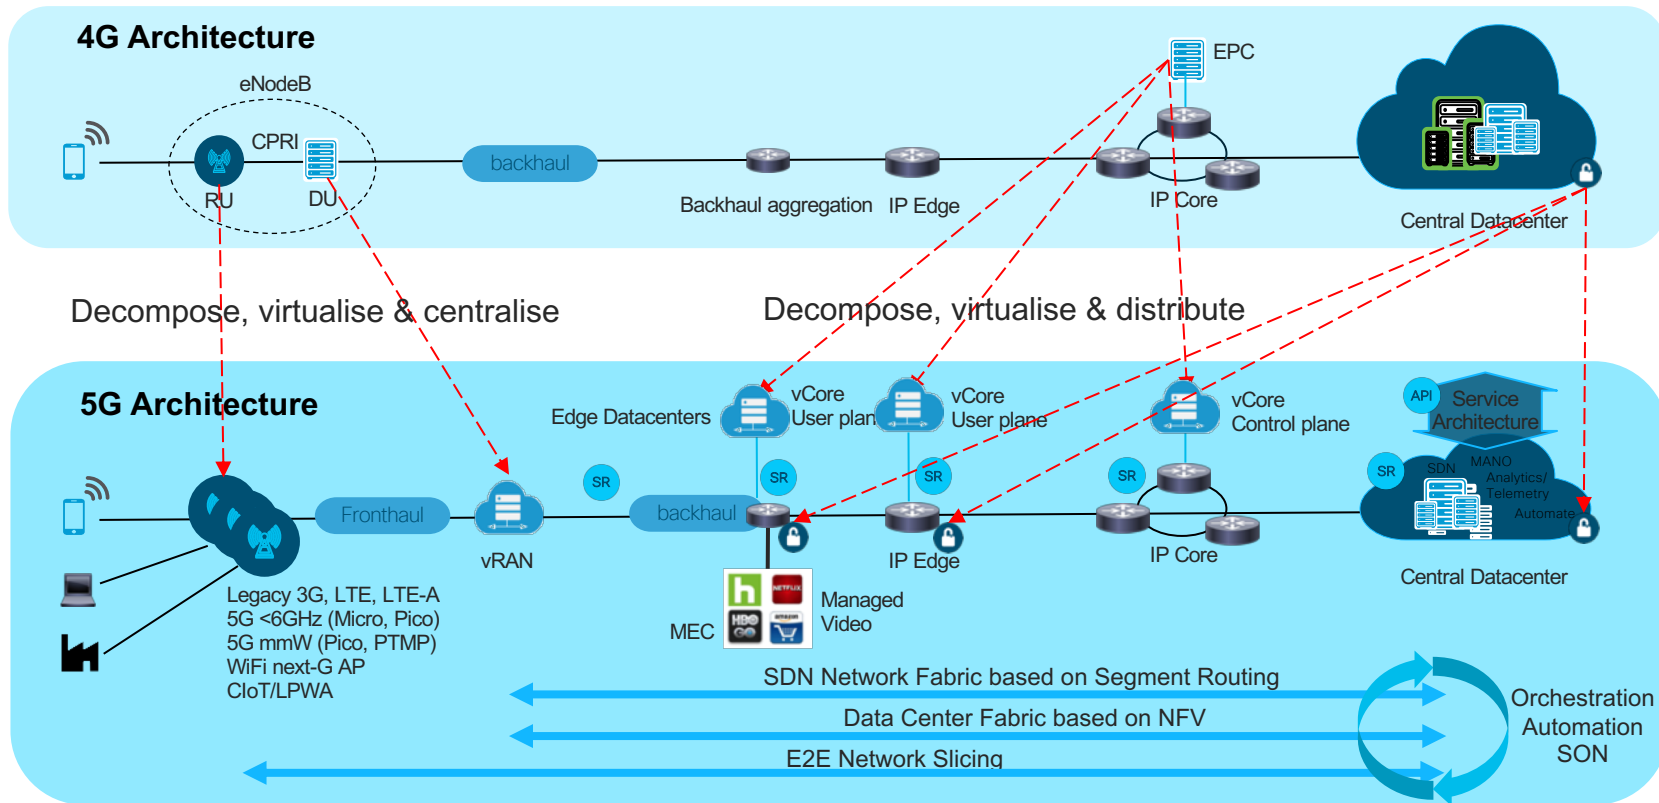 4G Architecture
EPC
eNodeB
CPRI
RU
DU
backhaul
Backhaul aggregation
IP Edge
IP Core
Central Datacenter
Decompose, virtualise & centralise
Decompose, virtualise & distribute
5G Architecture
Edge Datacenters
vCore
User plan
vCore
User plane
vCore
Control plane
API
Service
Architecture
SR
SR
SR
SR
SR
SDN
MANO
Analytics/
Telemetry
Automate
Fronthaul
vRAN
backhaul
IP Edge
IP Core
Central Datacenter
Legacy 3G, LTE, LTE-A
5G <6GHz (Micro, Pico)
5G mmW (Pico, PTMP)
WiFi next-G AP
CIoT/LPWA
MEC
h
NETFLIX
HBO
GO
amazon
Managed
Video
SDN Network Fabric based on Segment Routing
Data Center Fabric based on NFV
E2E Network Slicing
Orchestration
Automation
SON